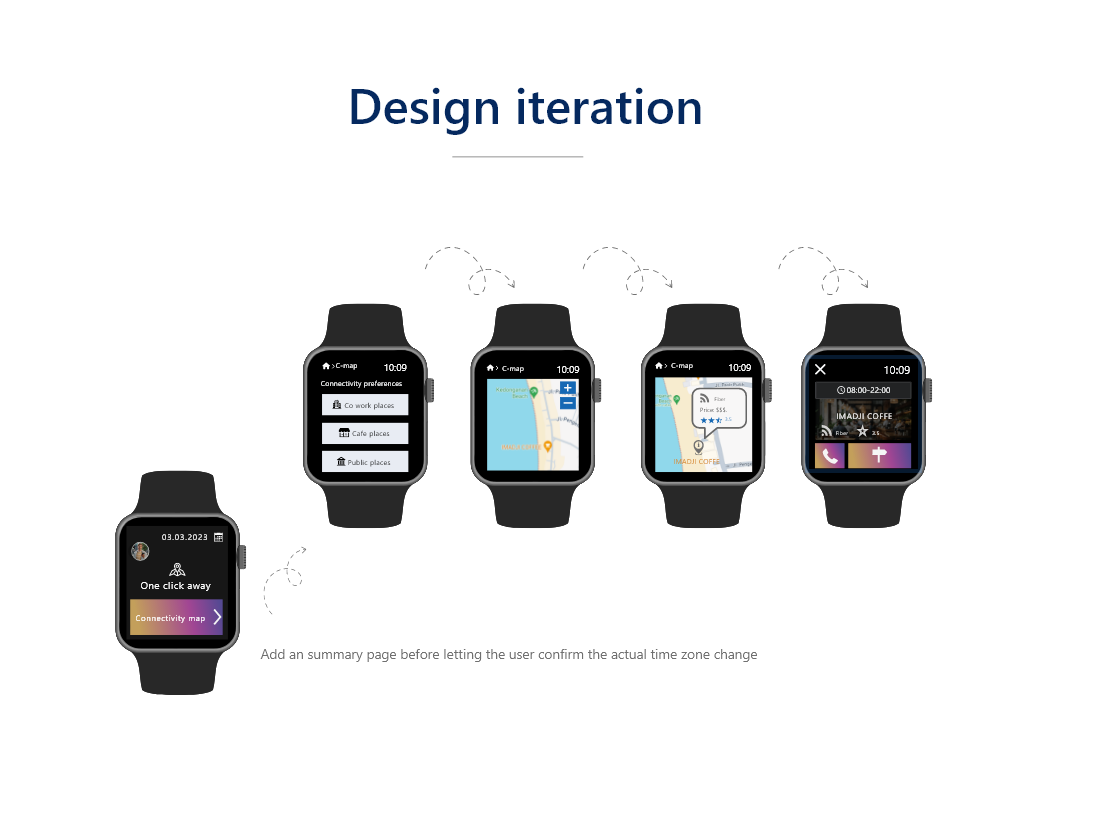 Design iteration
C-map 10:09
Connectivity preferences
Co work places
Cafe places
Public places
C-map 10:09
Beach
C-map 10:09
Fiber
Price: $$$.
3.5
IMADJI COFFE
10:09
08:00-22:00
IMADJI COFFE
Fiber 3.5
03.03.2023
One click away
Connectivity map
Add an summary page before letting the user confirm the actual time zone change